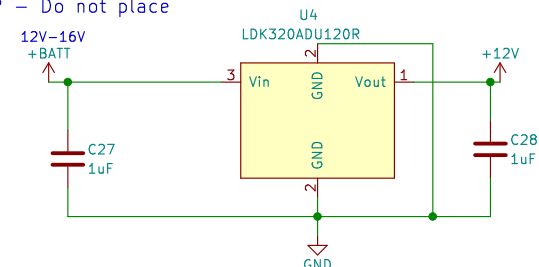 – Do not place
U4
LDK320ADU120R
12V-16V
+BATT
+12V
2
3
Vin
GND
Vout
1
C27
1uF
C28
1uF
GND
2
GND